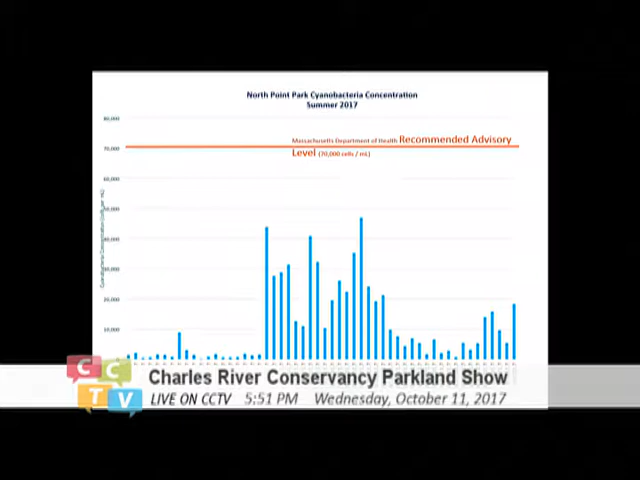 North Point Park Cyanobacteria Concentration
Summer 2017
80,000
Massachusetts Department of Health Recommended Advisory
70,000
Level (70,000 cells / mL)
60,000
50,000
40,000
30,000
20,000
10,000
CCTV
Charles River Conservancy Parkland Show
LIVE ON CCTV 5:51 PM Wednesday, October 11, 2017